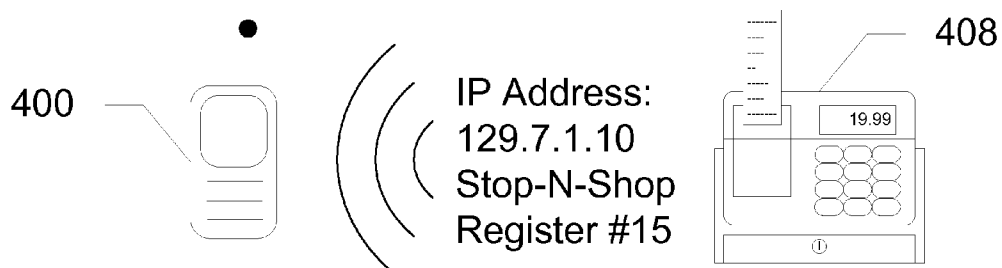 400
IP Address:
129.7.1.10
Stop-N-Shop
Register #15
408
19.99